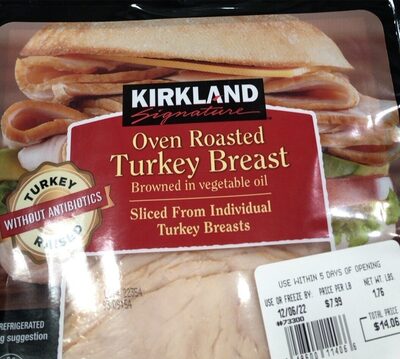 KIRKLAND
Signature
Oven Roasted
Turkey Breast
Browned in vegetable oil
Sliced From Individual
Turkey Breasts
TURKEY
WITHOUT ANTIBIOTICS
RAISED
REFRIGERATED
g suggestion
USE WITHIN 5 DAYS OF OPENING
USE OR FREEZE BY: PRICE PER LB NET WT. LBS.
12/06/22 $7.99 1.76
#73300 TOTAL PRICE
$14.06